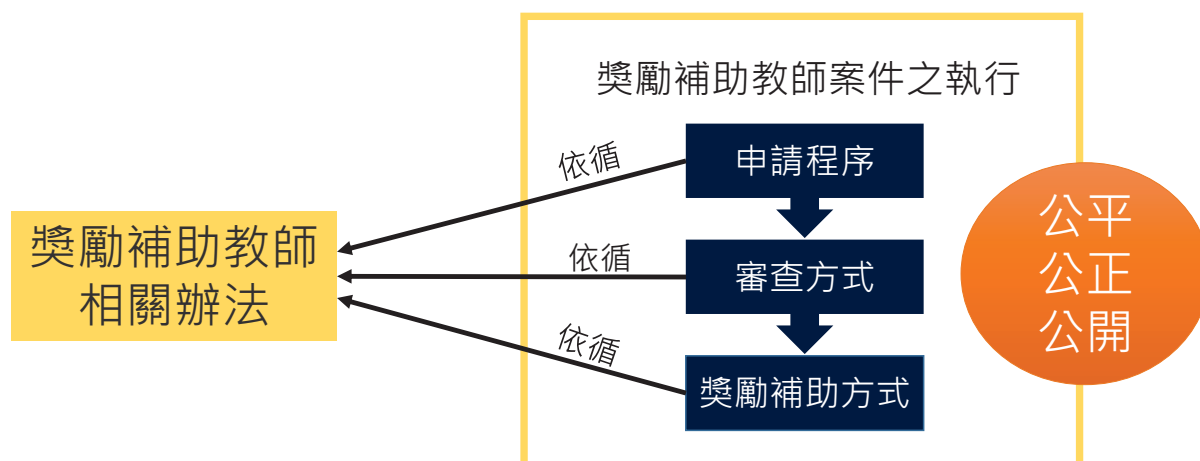 獎勵補助教師案件之執行
申請程序
依循
獎勵補助教師
相關辦法
依循
審查方式
依循
獎勵補助方式
公平
公正
公開